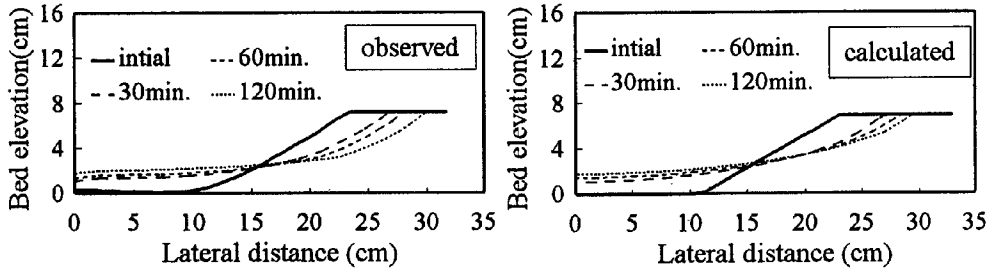 16
12
8
4
0
Bed elevation(cm)
observed
intial
60min.
30min.
120min.
0 5 10 15 20 25 30 35
Lateral distance (cm)
16
12
8
4
0
Bed elevation(cm)
calculated
intial
60min.
30min.
120min.
0 5 10 15 20 25 30 35
Lateral distance (cm)